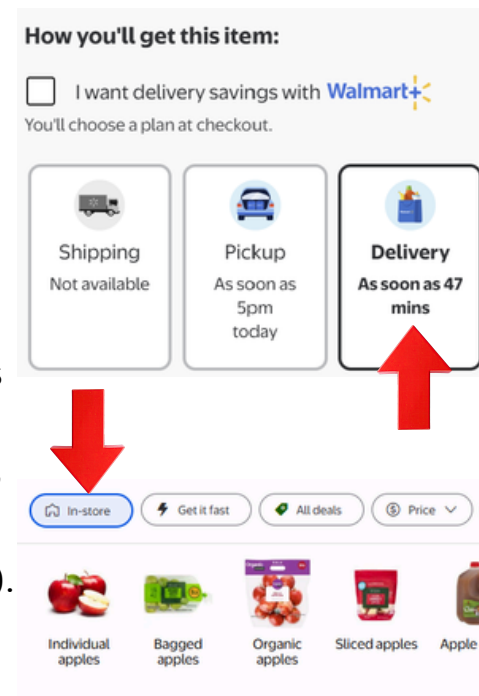 How you'll get this item:
I want delivery savings with Walmart+
You'll choose a plan at checkout.
Shipping
Not available
Pickup
As soon as
5pm
today
Delivery
As soon as 47
mins
In-store
Get it fast
All deals
Price
Individual
apples
Bagged
apples
Organic
apples
Sliced apples
Apple